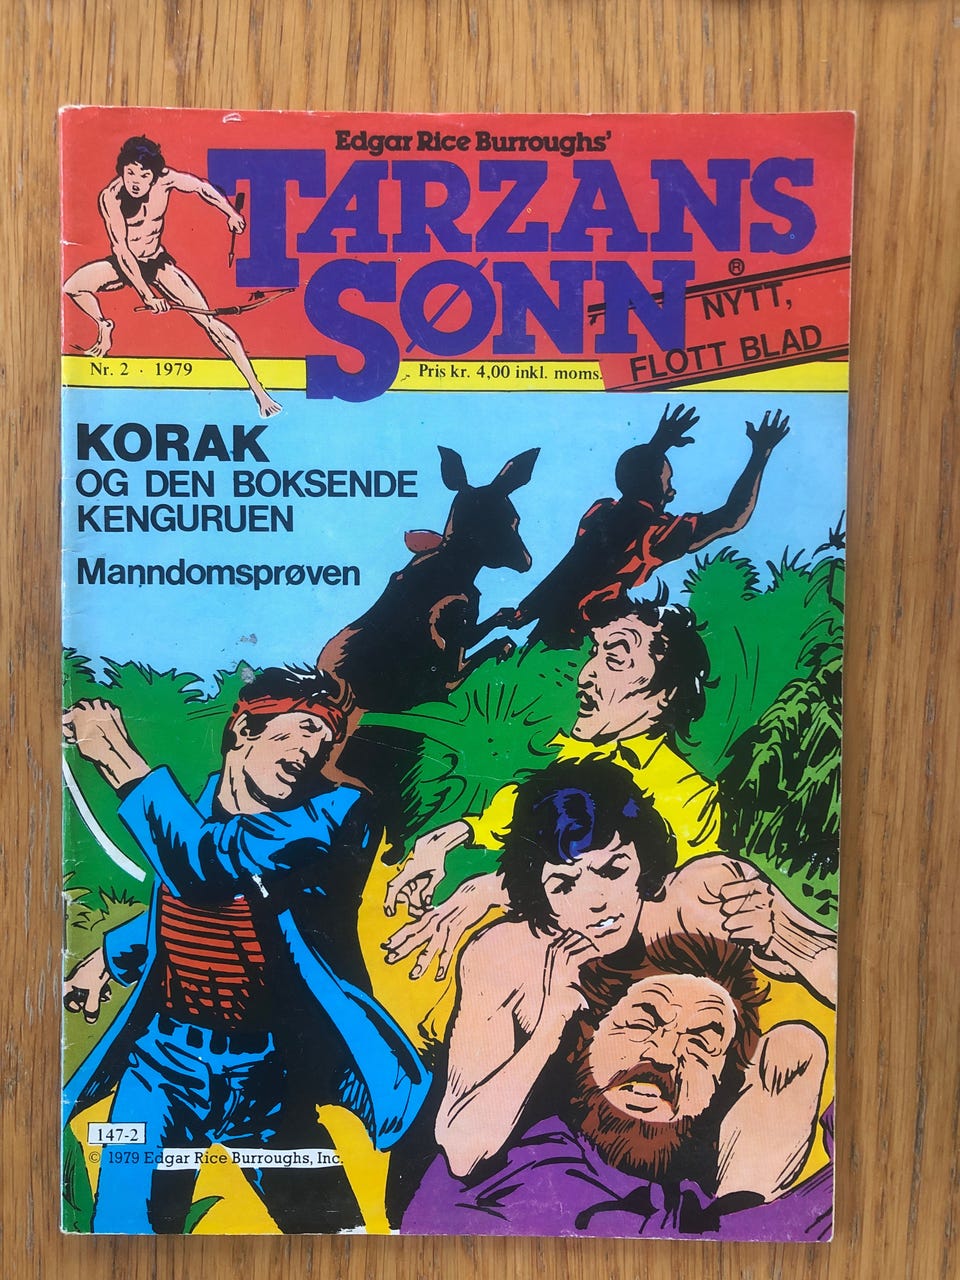 Edgar Rice Burroughs'
TARZANS
SØNN ®
NYTT,
FLOTT BLAD
Nr. 2 · 1979
Pris kr. 4,00 inkl. moms.
KORAK
OG DEN BOKSENDE
KENGURUEN
Manndomsprøven
147-2
© 1979 Edgar Rice Burroughs, Inc.